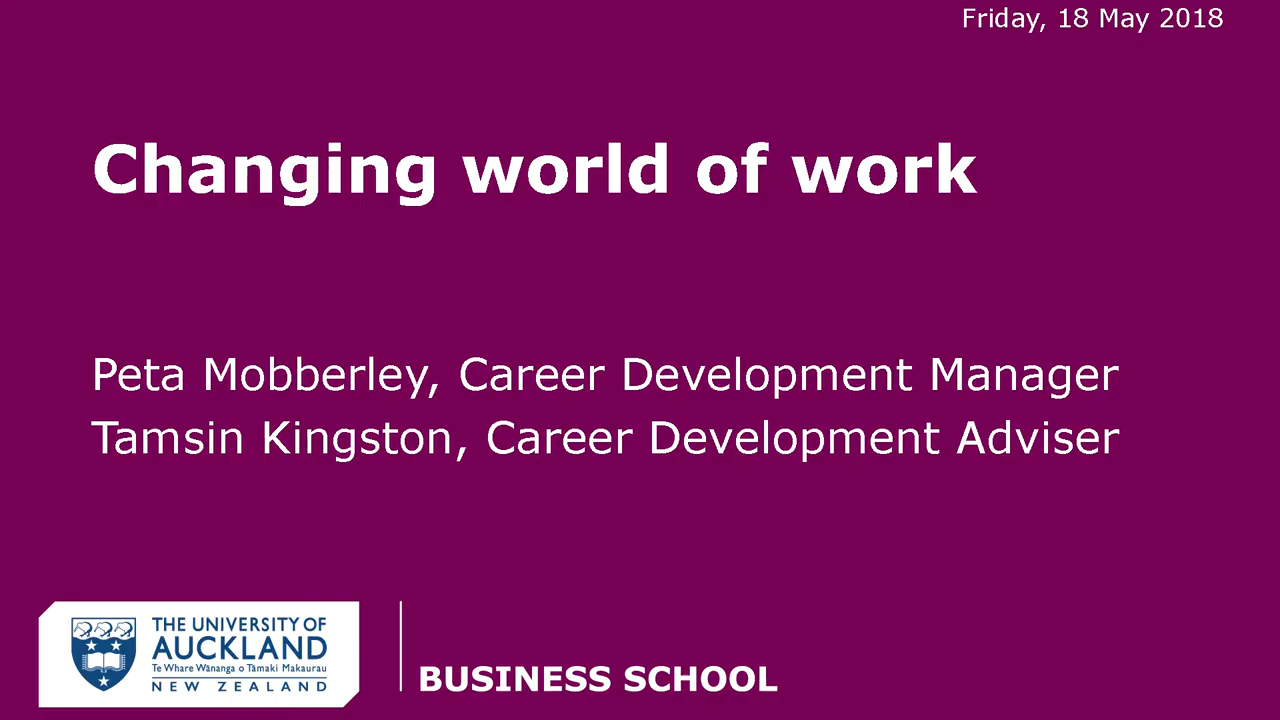 Friday, 18 May 2018
Changing world of work
Peta Mobberley, Career Development Manager
Tamsin Kingston, Career Development Adviser
THE UNIVERSITY OF
AUCKLAND
Te Whare Wānanga o Tāmaki Makaurau
NEW ZEALAND
BUSINESS SCHOOL